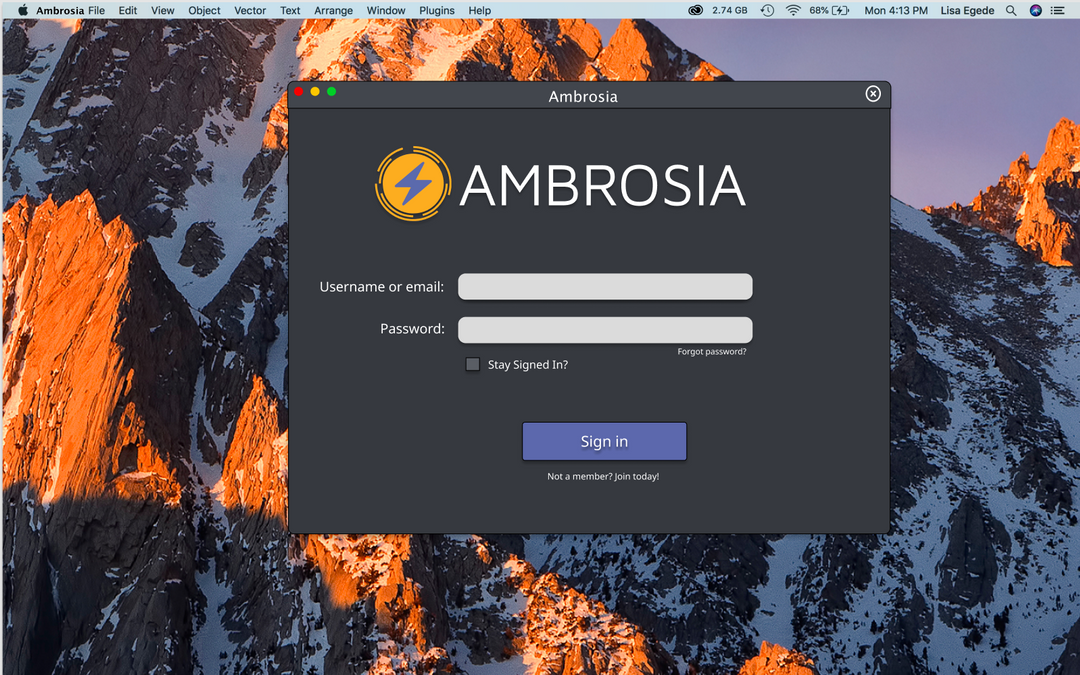 Ambrosia File Edit View Object Vector Text Arrange Window Plugins Help 2.74 GB 68% Mon 4:13 PM Lisa Egede
Ambrosia
AMBROSIA
Username or email:
Password:
Forgot password?
Stay Signed In?
Sign in
Not a member? Join today!